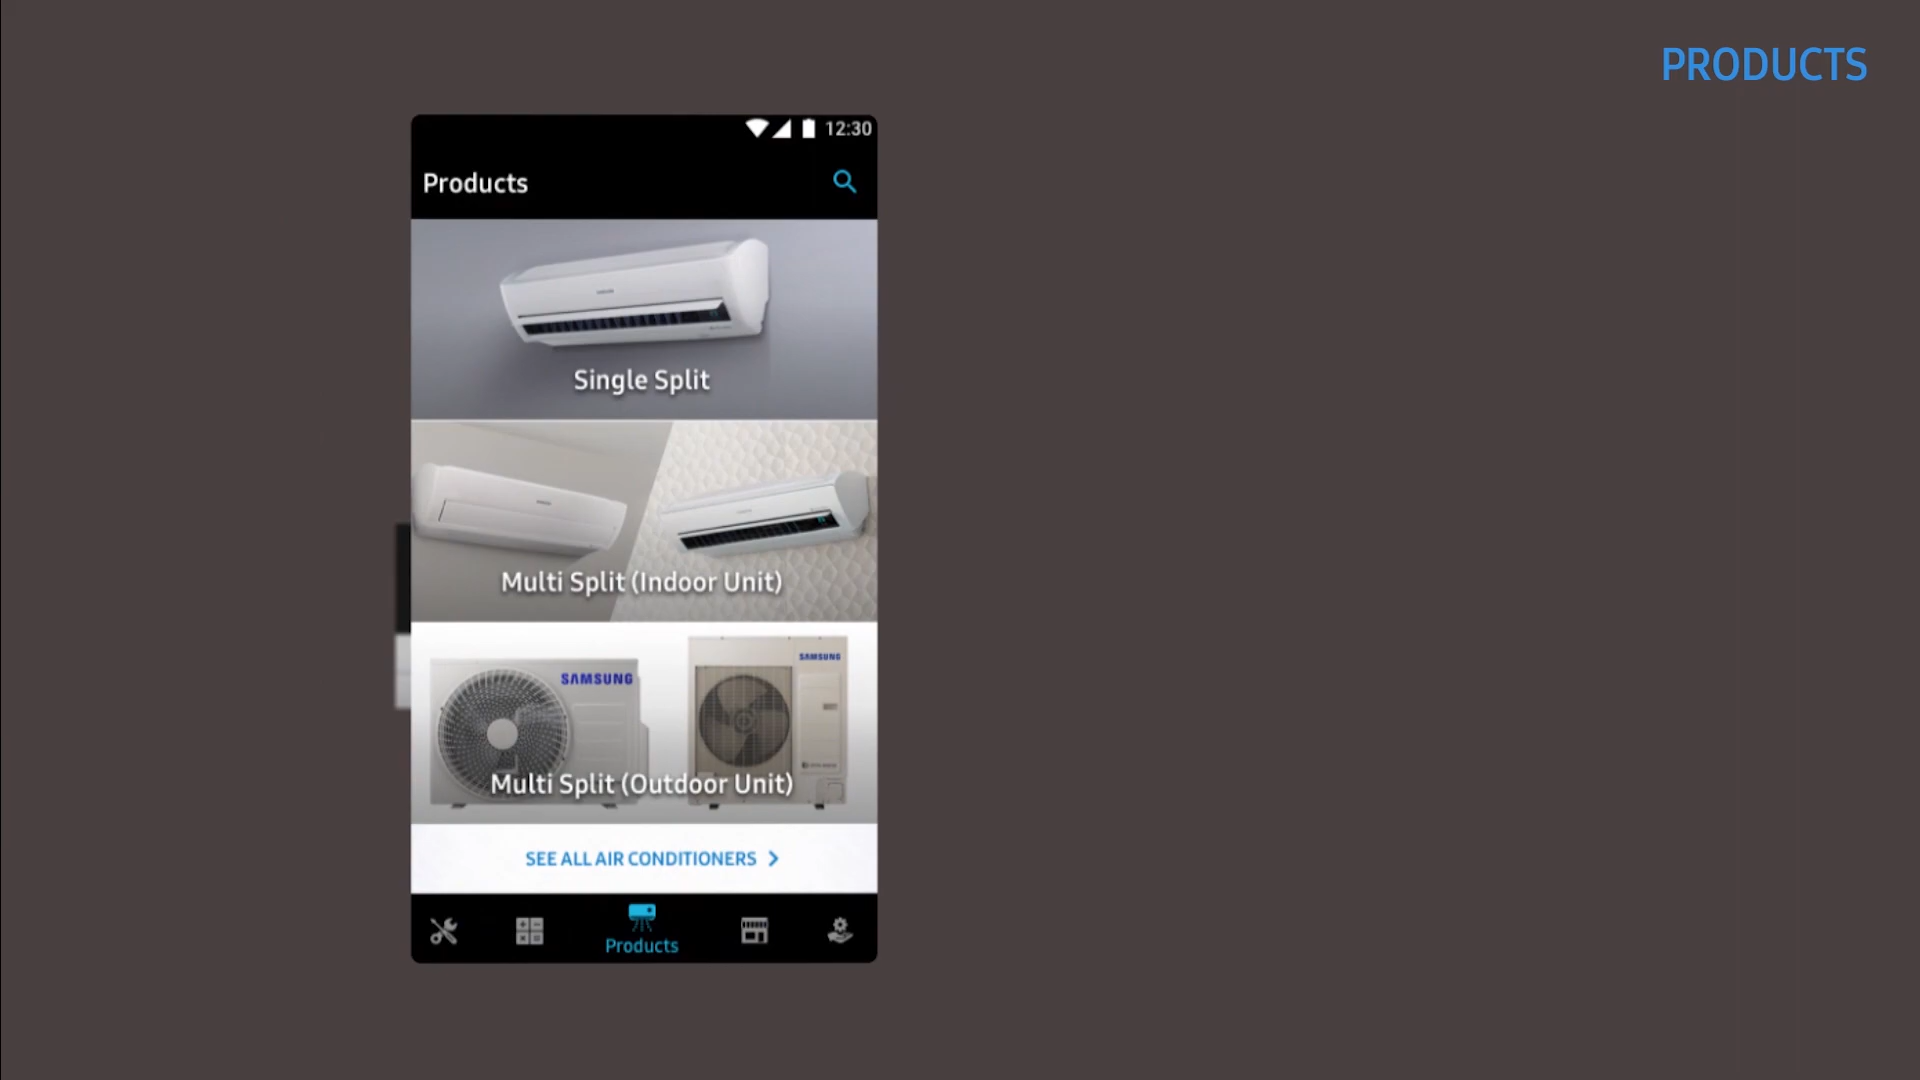 PRODUCTS
12:30
Products
Single Split
Multi Split (Indoor Unit)
SAMSUNG
SAMSUNG
Multi Split (Outdoor Unit)
SEE ALL AIR CONDITIONERS
Products